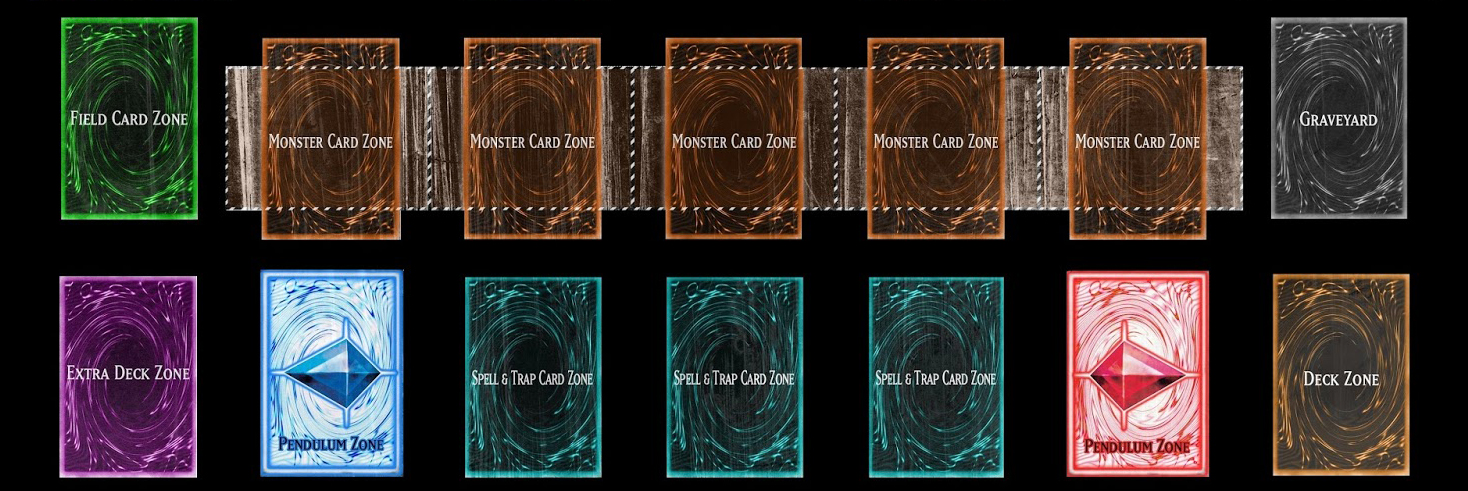 Field Card Zone
Monster Card Zone
Monster Card Zone
Monster Card Zone
Monster Card Zone
Monster Card Zone
Graveyard
Extra Deck Zone
Pendulum Zone
Spell & Trap Card Zone
Spell & Trap Card Zone
Spell & Trap Card Zone
Pendulum Zone
Deck Zone